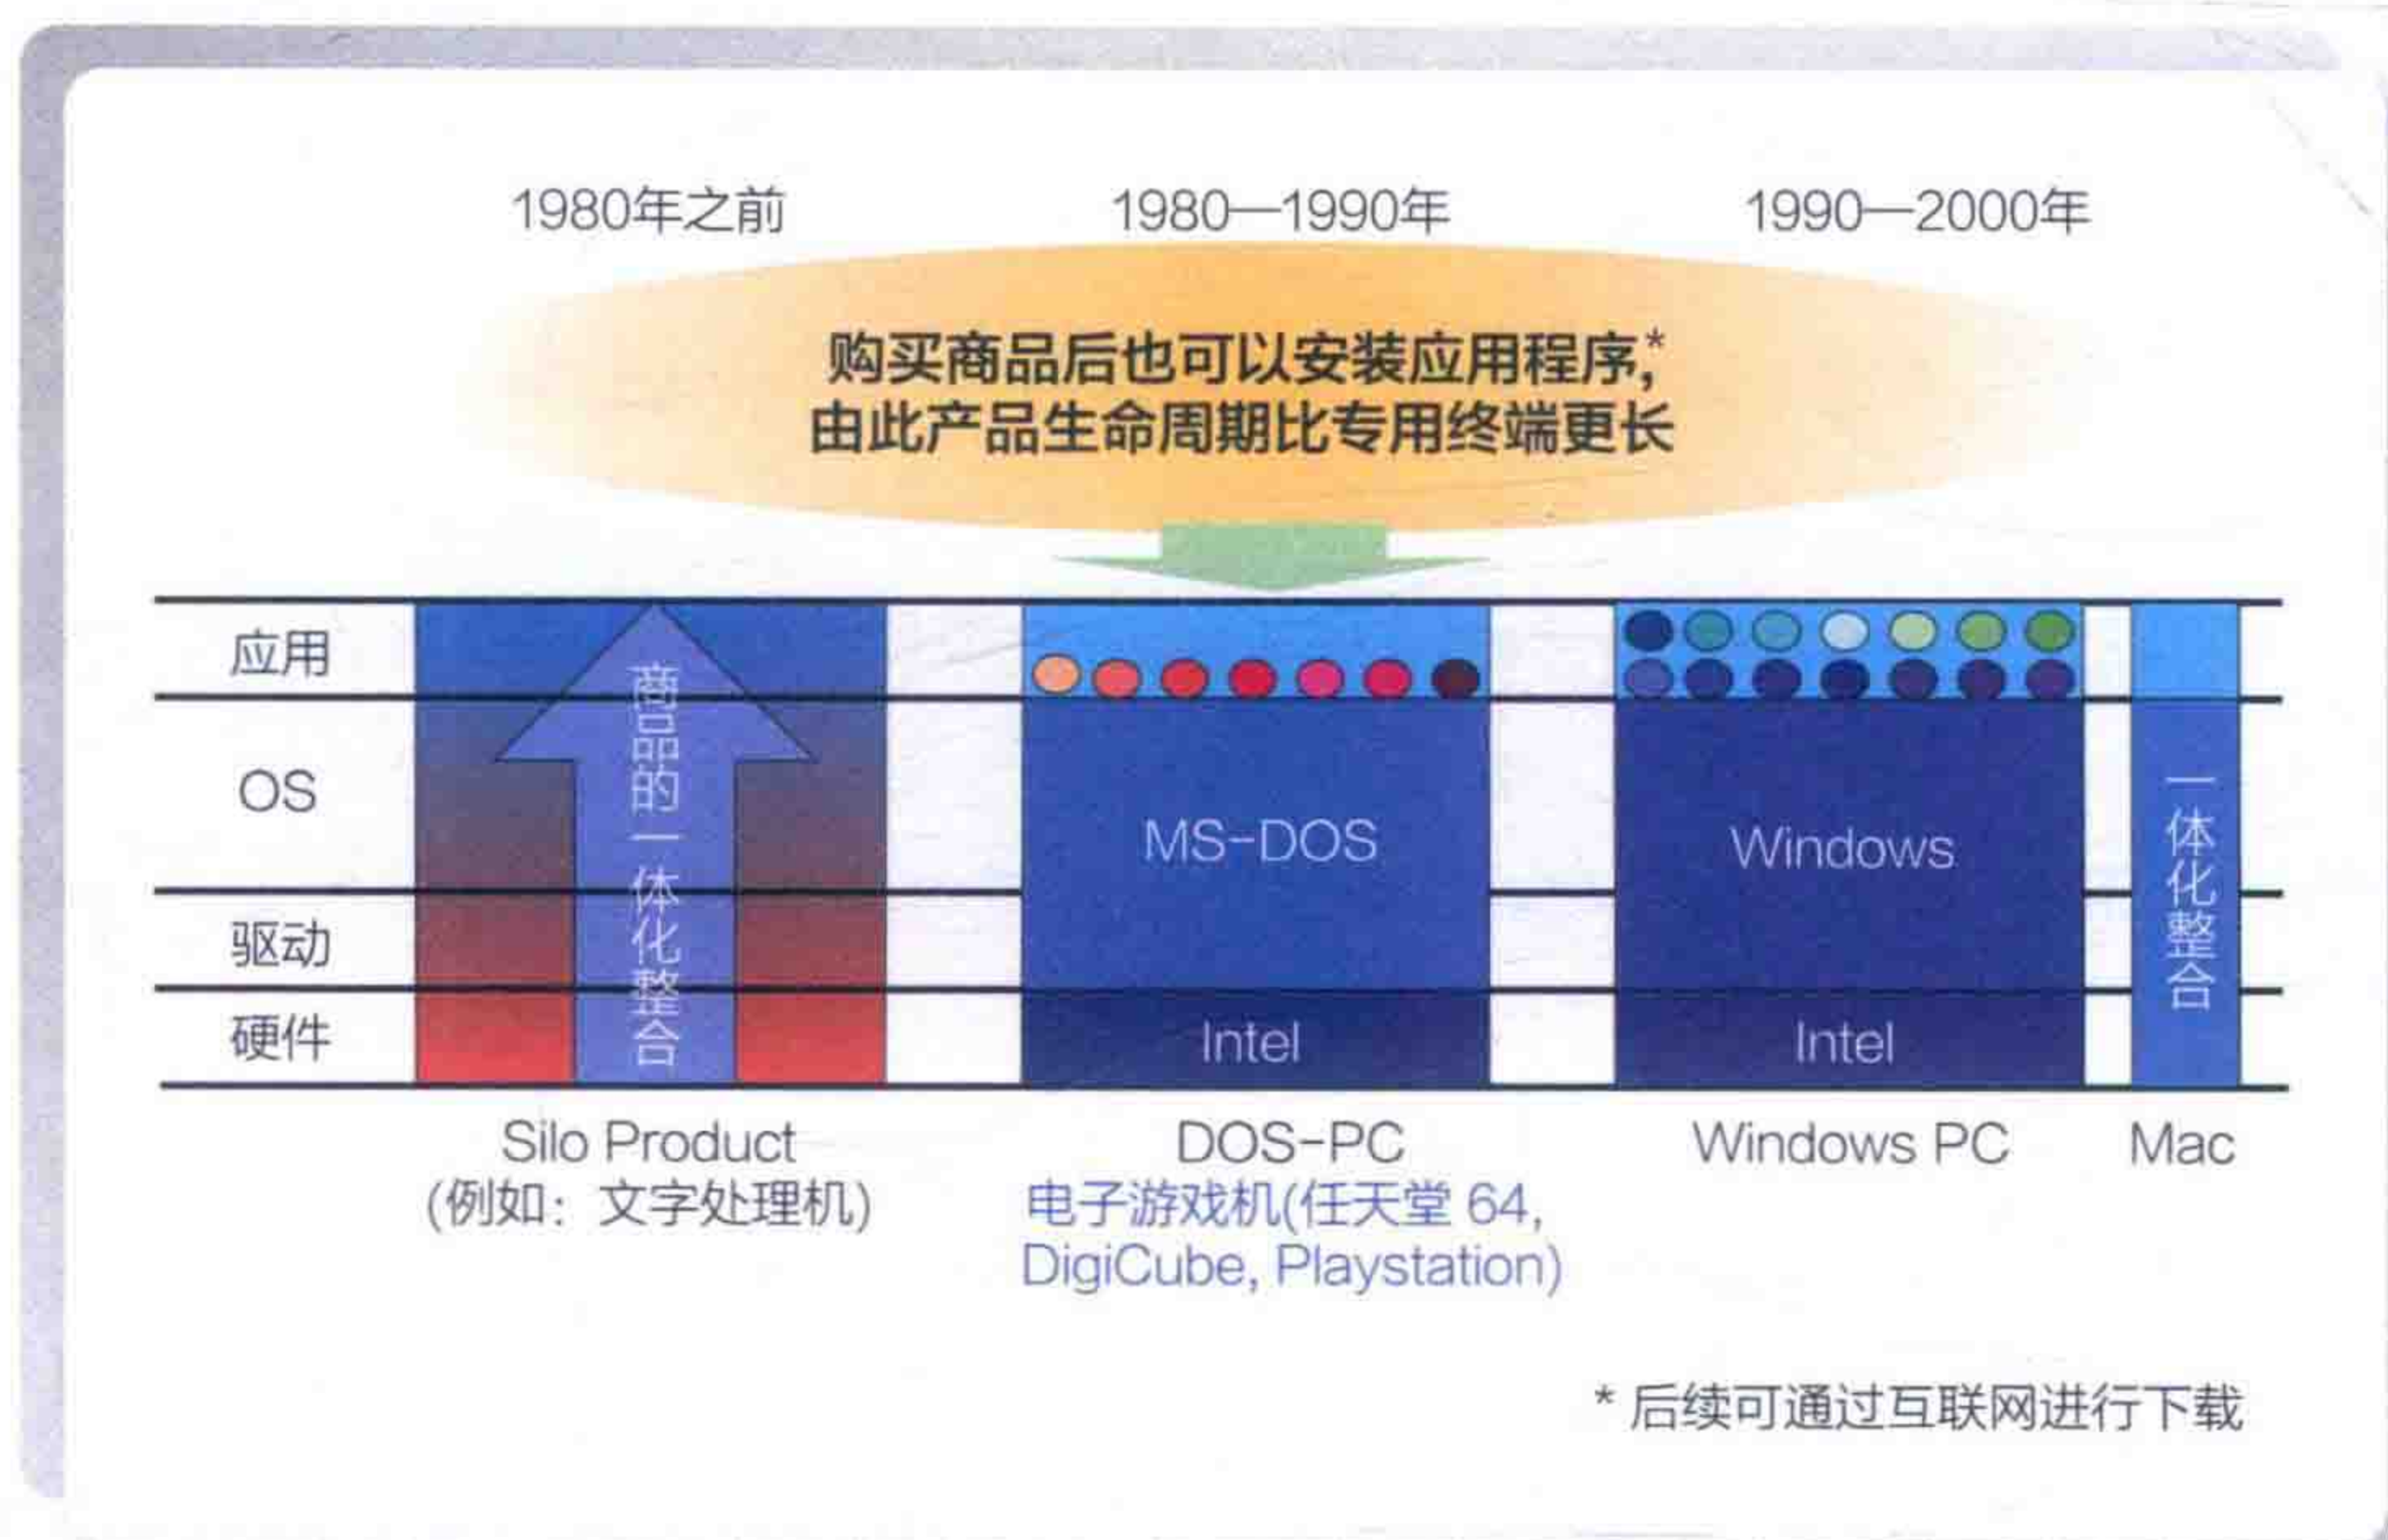 1980年之前
1980—1990年
1990—2000年
购买商品后也可以安装应用程序,*
由此产品生命周期比专用终端更长
应用
OS
驱动
硬件
商品的一体化整合
MS-DOS
Intel
Windows
Intel
一体化整合
Silo Product
(例如：文字处理机)
DOS-PC
电子游戏机(任天堂 64,
DigiCube, Playstation)
Windows PC
Mac
* 后续可通过互联网进行下载